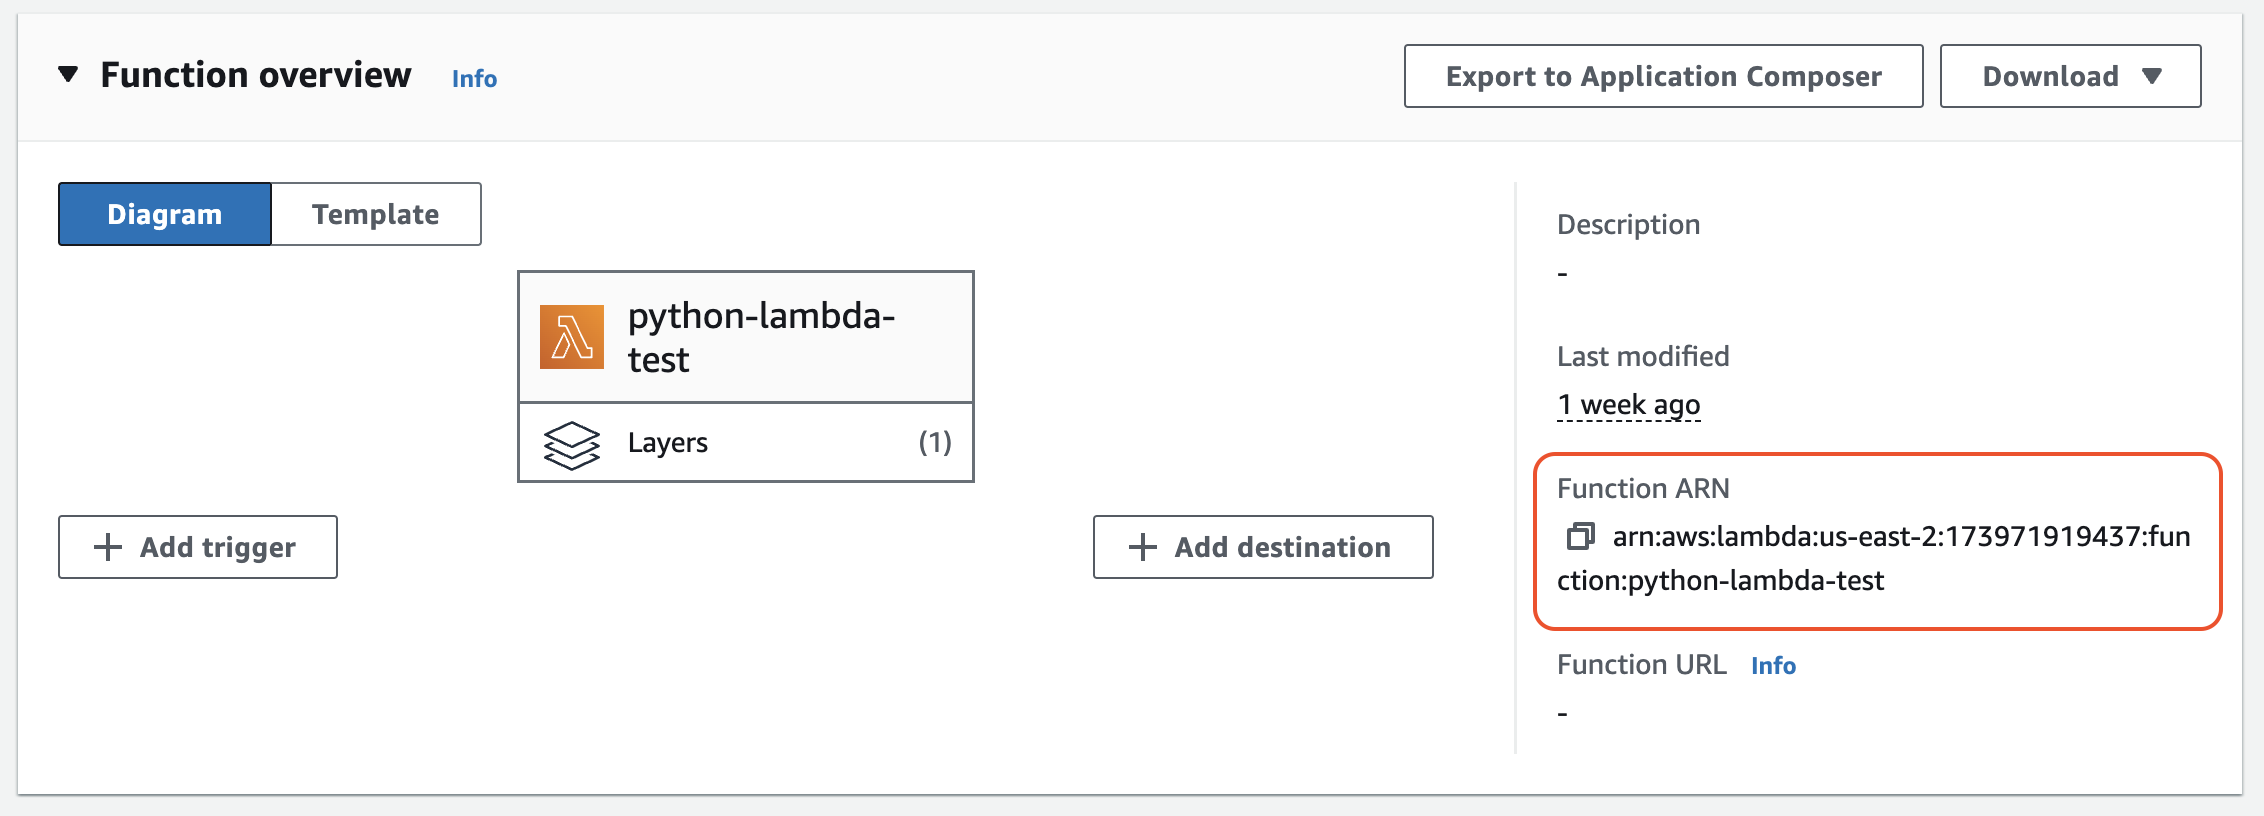 Function overview Info
Export to Application Composer
Download
Diagram
Template
python-lambda-
test
Layers (1)
Add trigger
Add destination
Description
-
Last modified
1 week ago
Function ARN
arn:aws:lambda:us-east-2:173971919437:fun
ction:python-lambda-test
Function URL Info
-